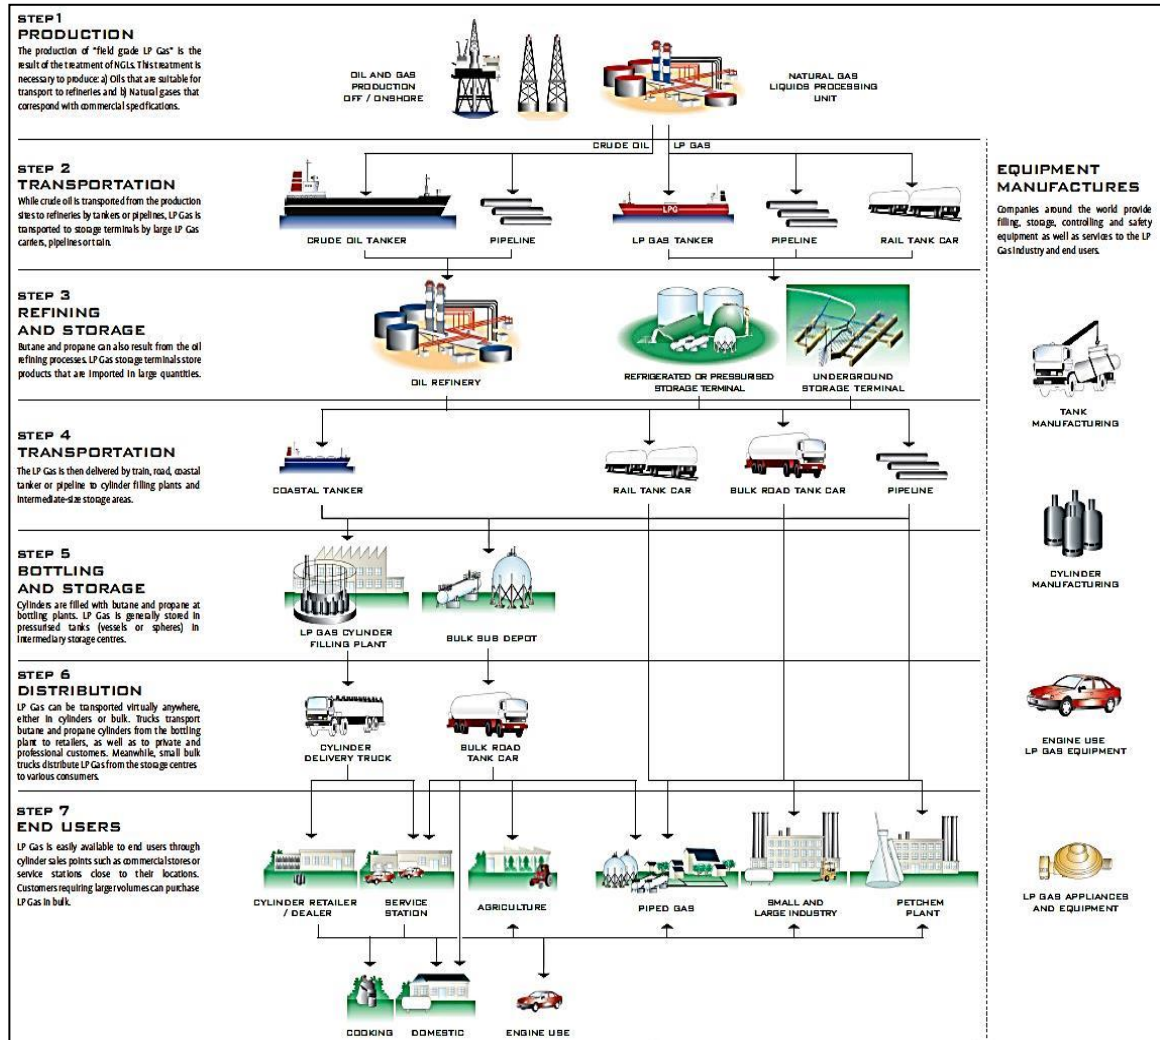 STEP 1
PRODUCTION
The production of "field grade LP Gas" is the
result of the treatment of NGLs. This treatment is
necessary to produce: a) Oils that are suitable for
transport to refineries and b) Natural gases that
correspond with commercial specifications.
OIL AND GAS
PRODUCTION
OFF / ONSHORE
NATURAL GAS
LIQUIDS PROCESSING
UNIT
CRUDE OIL
LP GAS
STEP 2
TRANSPORTATION
While crude oil is transported from the production
sites to refineries by tankers or pipelines, LP Gas is
transported to storage terminals by large LP Gas
carriers, pipelines or train.
CRUDE OIL TANKER
PIPELINE
LPG
LP GAS TANKER
PIPELINE
RAIL TANK CAR
STEP 3
REFINING
AND STORAGE
Butane and propane can also result from the oil
refining processes. LP Gas storage terminals store
products that are imported in large quantities.
OIL REFINERY
REFRIGERATED OR PRESSURISED
STORAGE TERMINAL
UNDERGROUND
STORAGE TERMINAL
STEP 4
TRANSPORTATION
The LP Gas is then delivered by train, road, coastal
tanker or pipeline to cylinder filling plants and
intermediate-size storage areas.
COASTAL TANKER
RAIL TANK CAR
BULK ROAD TANK CAR
PIPELINE
STEP 5
BOTTLING
AND STORAGE
Cylinders are filled with butane and propane at
bottling plants. LP Gas is generally stored in
pressurised tanks (vessels or spheres) in
intermediary storage centres.
LP GAS CYLINDER
FILLING PLANT
BULK SUB DEPOT
STEP 6
DISTRIBUTION
LP Gas can be transported virtually anywhere,
either in cylinders or bulk. Trucks transport
butane and propane cylinders from the bottling
plant to retailers, as well as to private and
professional customers. Meanwhile, small bulk
trucks distribute LP Gas from the storage centres
to various consumers.
CYLINDER
DELIVERY TRUCK
BULK ROAD
TANK CAR
STEP 7
END USERS
LP Gas is easily available to end users through
cylinder sales points such as commercial stores or
service stations close to their locations.
Customers requiring larger volumes can purchase
LP Gas in bulk.
CYLINDER RETAILER
/ DEALER
SERVICE
STATION
AGRICULTURE
PIPED GAS
SMALL AND
LARGE INDUSTRY
PETCHEM
PLANT
COOKING
DOMESTIC
ENGINE USE
EQUIPMENT
MANUFACTURES
Companies around the world provide
filling, storage, controlling and safety
equipment as well as services to the LP
Gas Industry and end users.
TANK
MANUFACTURING
CYLINDER
MANUFACTURING
ENGINE USE
LP GAS EQUIPMENT
LP GAS APPLIANCES
AND EQUIPMENT